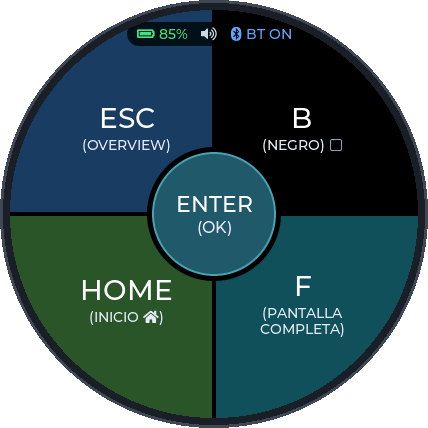 85% BT ON
ESC
(OVERVIEW)
B
(NEGRO)
ENTER
(OK)
HOME
(INICIO)
F
(PANTALLA
COMPLETA)